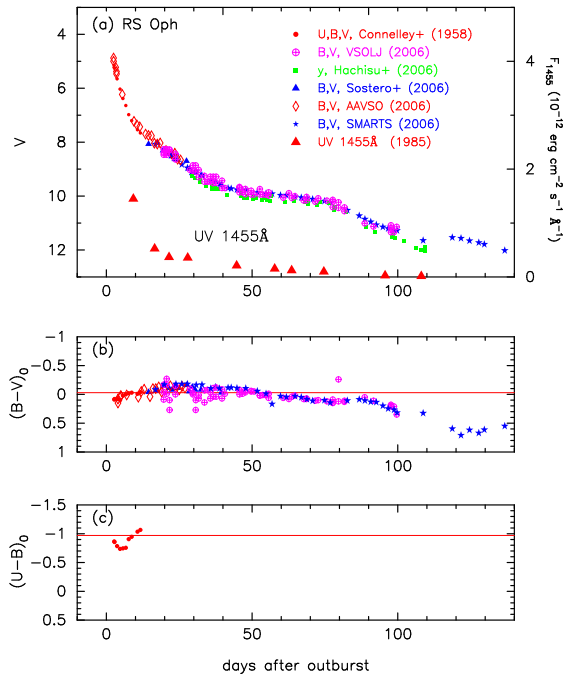 (a) RS Oph
U,B,V, Connelley+ (1958)
B,V, VSOLJ (2006)
y, Hachisu+ (2006)
B,V, Sostero+ (2006)
B,V, AAVSO (2006)
B,V, SMARTS (2006)
UV 1455Å (1985)
UV 1455Å
4
6
8
10
12
V
4
2
0
F1455 (10−12 erg cm−2 s−1 Å−1)
0
50
100
(b)
−1
−0.5
0
0.5
1
(B−V)0
0
50
100
(c)
−1.5
−1
−0.5
0
0.5
(U−B)0
0
50
100
days after outburst